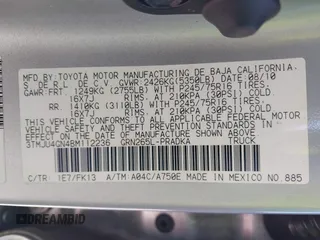 MFD BY: TOYOTA MOTOR MANUFACTURING DE BAJA CALIFORNIA.
S DE R.L. DE C.V. GVWR:2426KG(5350LB) DATE: 08/10
GAWR:FRT. 1249KG (2755LB) WITH P245/75R16 TIRES,
16X7J RIMS, AT 210KPA (30PSI) COLD
RR. 1410KG (3110LB) WITH P245/75R16 TIRES,
16X7J RIMS, AT 210KPA (30PSI) COLD
THIS VEHICLE CONFORMS TO ALL APPLICABLE FEDERAL MOTOR
VEHICLE SAFETY AND THEFT PREVENTION STANDARDS IN EFFECT ON
THE DATE OF MANUFACTURE SHOWN ABOVE.
3TMJU4GN4BM112236 GRN265L-PRADKA TRUCK
C/TR: 1E7/FK13 A/TM: A04C/A750E MADE IN MEXICO 885
DREAMBID